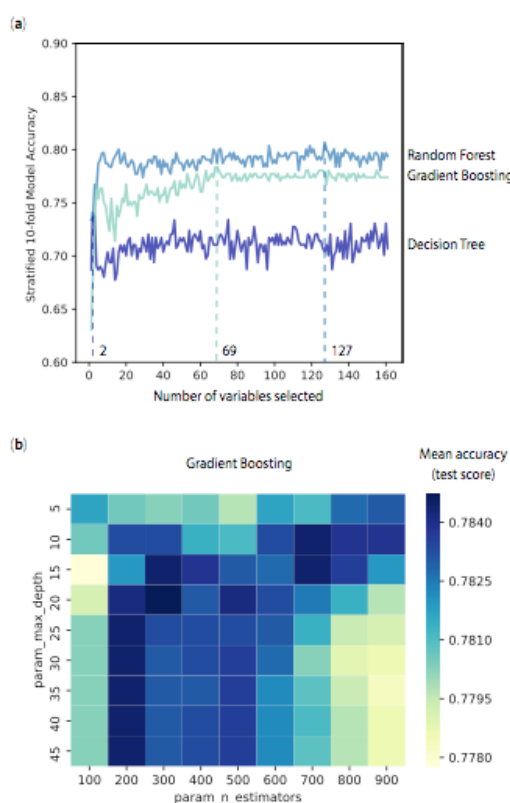 (a)
0.90
0.85
0.80
0.75
0.70
0.65
0.60
Stratified 10-fold Model Accuracy
Random Forest
Gradient Boosting
Decision Tree
2
69
127
0 20 40 60 80 100 120 140 160
Number of variables selected
(b)
Gradient Boosting
Mean accuracy
(test score)
5
10
15
20
25
30
35
40
45
param_max_depth
0.7840
0.7825
0.7810
0.7795
0.7780
100 200 300 400 500 600 700 800 900
param_n_estimators